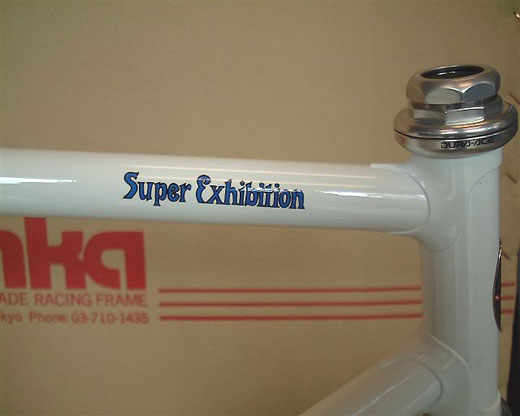 Super Exhibition
DURA-ACE
nka
ADE RACING FRAME
kyo Phone: 03-710-1435